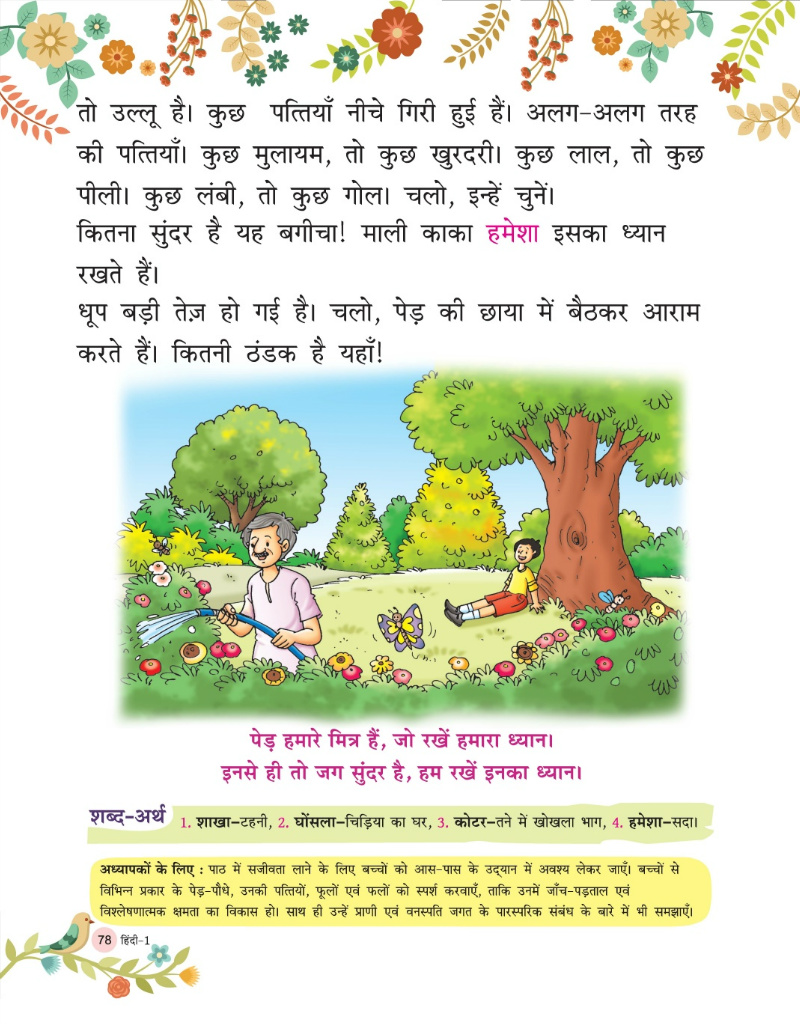 तो उल्लू है। कुछ पत्तियाँ नीचे गिरी हुई हैं। अलग-अलग तरह
की पत्तियाँ। कुछ मुलायम, तो कुछ खुरदरी। कुछ लाल, तो कुछ
पीली। कुछ लंबी, तो कुछ गोल। चलो, इन्हें चुनें।
कितना सुंदर है यह बगीचा! माली काका हमेशा इसका ध्यान
रखते हैं।
धूप बड़ी तेज़ हो गई है। चलो, पेड़ की छाया में बैठकर आराम
करते हैं। कितनी ठंडक है यहाँ!
पेड़ हमारे मित्र हैं, जो रखें हमारा ध्यान।
इनसे ही तो जग सुंदर है, हम रखें इनका ध्यान।
शब्द-अर्थ 1. शाखा–टहनी, 2. घोंसला–चिड़िया का घर, 3. कोटर–तने में खोखला भाग, 4. हमेशा–सदा।
अध्यापकों के लिए : पाठ में सजीवता लाने के लिए बच्चों को आस-पास के उद्यान में अवश्य लेकर जाएँ। बच्चों से
विभिन्न प्रकार के पेड़-पौधे, उनकी पत्तियों, फूलों एवं फलों को स्पर्श करवाएँ, ताकि उनमें जाँच-पड़ताल एवं
विश्लेषणात्मक क्षमता का विकास हो। साथ ही उन्हें प्राणी एवं वनस्पति जगत के पारस्परिक संबंध के बारे में भी समझाएँ।
78 हिंदी-1